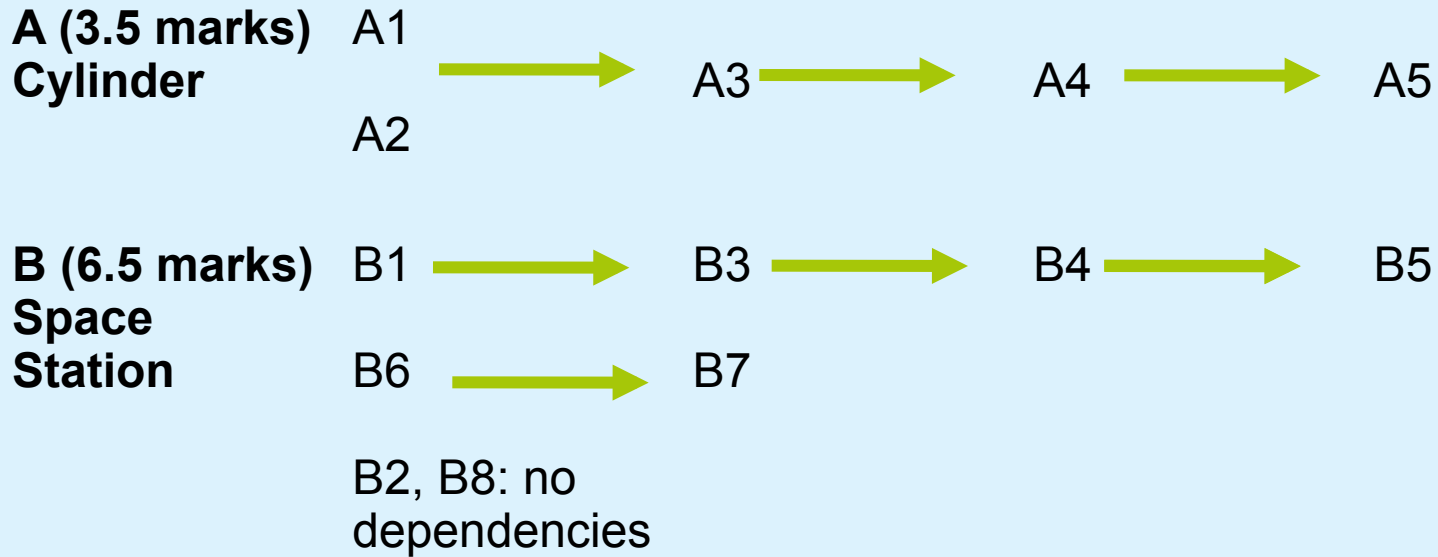 A (3.5 marks) A1
Cylinder A3 A4 A5
A2
B (6.5 marks) B1 B3 B4 B5
Space
Station B6 B7
B2, B8: no
dependencies